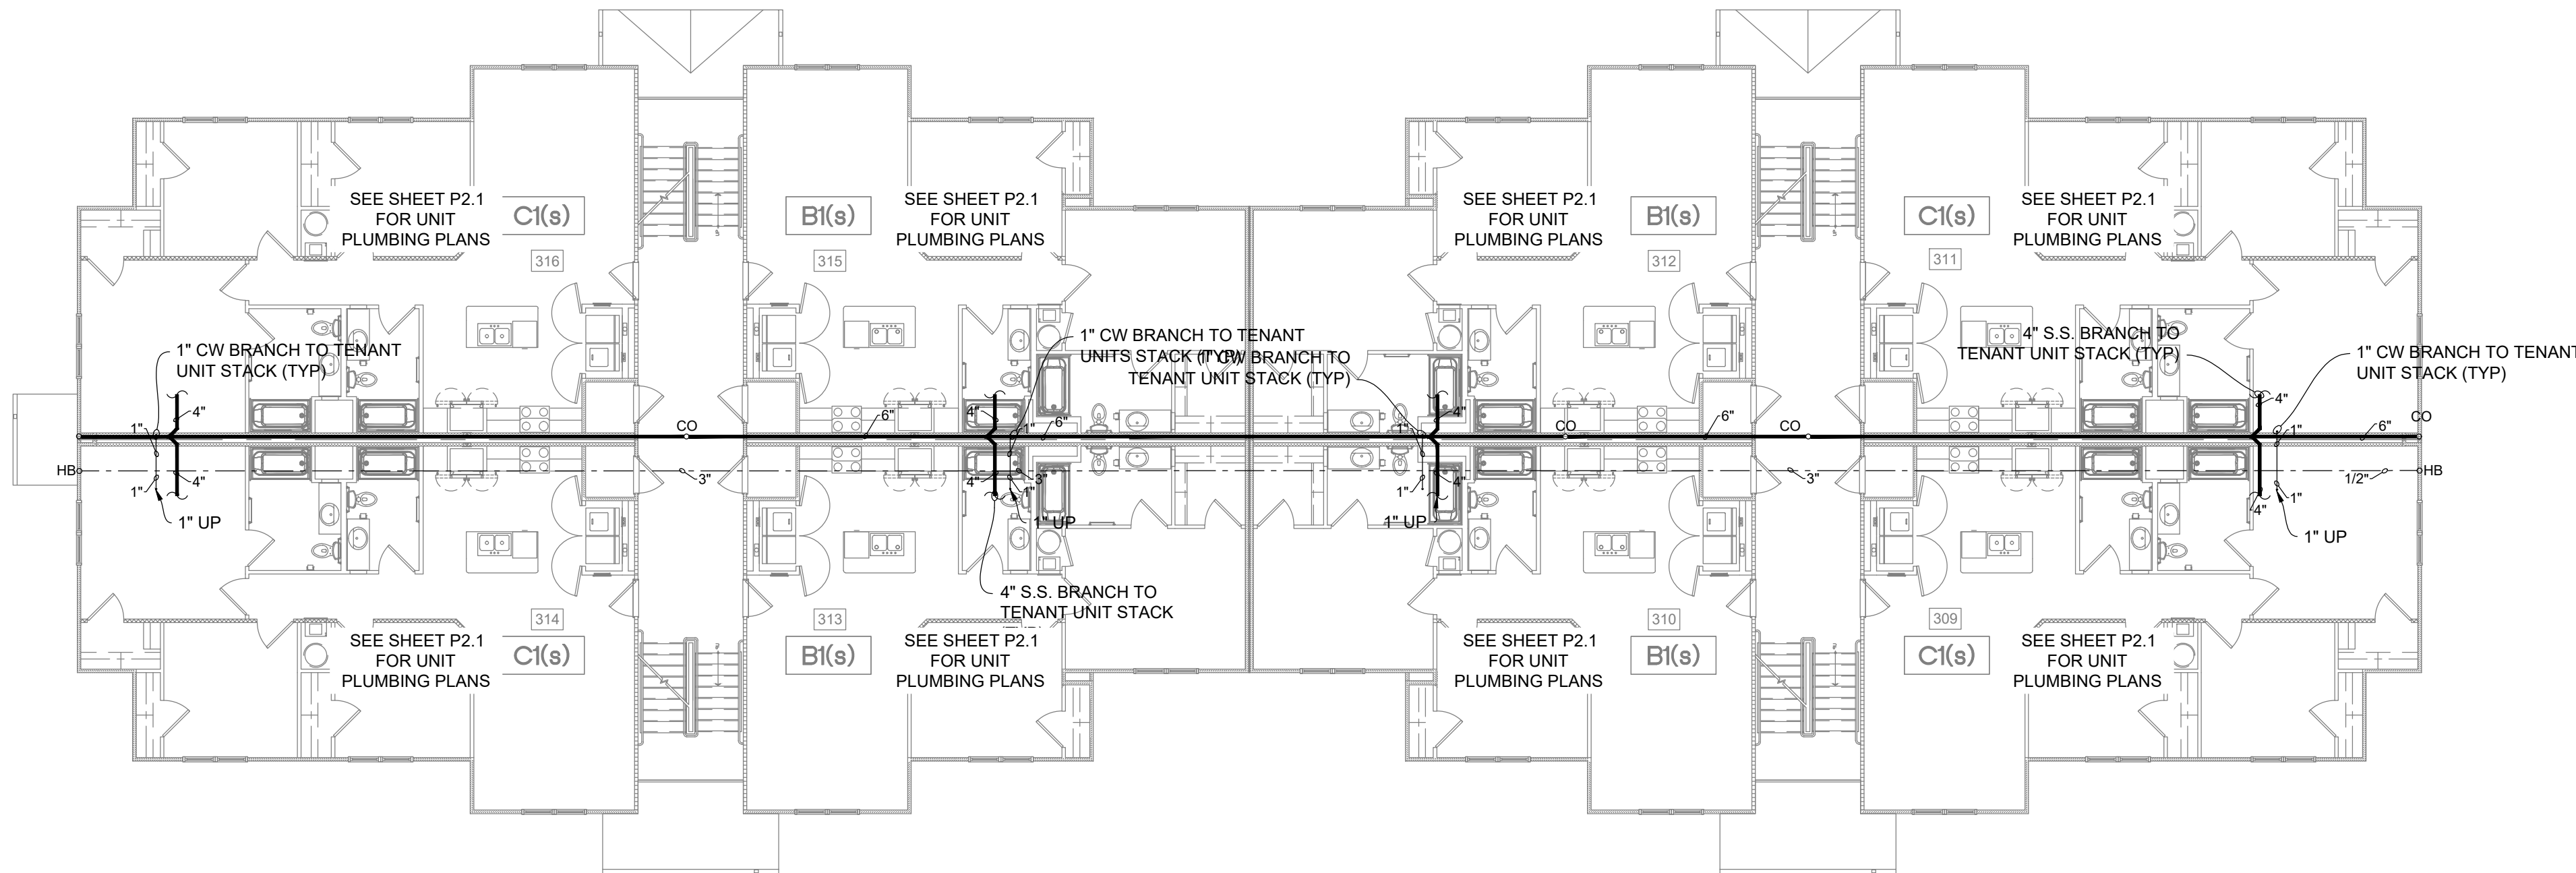 SEE SHEET P2.1
FOR UNIT
PLUMBING PLANS
C1(s)
316
B1(s)
315
SEE SHEET P2.1
FOR UNIT
PLUMBING PLANS
SEE SHEET P2.1
FOR UNIT
PLUMBING PLANS
B1(s)
312
C1(s)
311
SEE SHEET P2.1
FOR UNIT
PLUMBING PLANS
1" CW BRANCH TO TENANT
UNIT STACK (TYP)
1" CW BRANCH TO TENANT
UNITS STACK (TYP)
1" CW BRANCH TO
TENANT UNIT STACK (TYP)
4" S.S. BRANCH TO
TENANT UNIT STACK (TYP)
1" CW BRANCH TO TENANT
UNIT STACK (TYP)
4"
1"
CO
6"
4"
1"
6"
4"
1"
CO
6"
CO
4"
1"
6"
CO
HB
1"
4"
3"
4"
3"
1"
1"
4"
3"
4"
1"
1/2"
HB
1" UP
1" UP
1" UP
1" UP
4" S.S. BRANCH TO
TENANT UNIT STACK
314
C1(s)
SEE SHEET P2.1
FOR UNIT
PLUMBING PLANS
313
B1(s)
SEE SHEET P2.1
FOR UNIT
PLUMBING PLANS
SEE SHEET P2.1
FOR UNIT
PLUMBING PLANS
310
B1(s)
309
C1(s)
SEE SHEET P2.1
FOR UNIT
PLUMBING PLANS